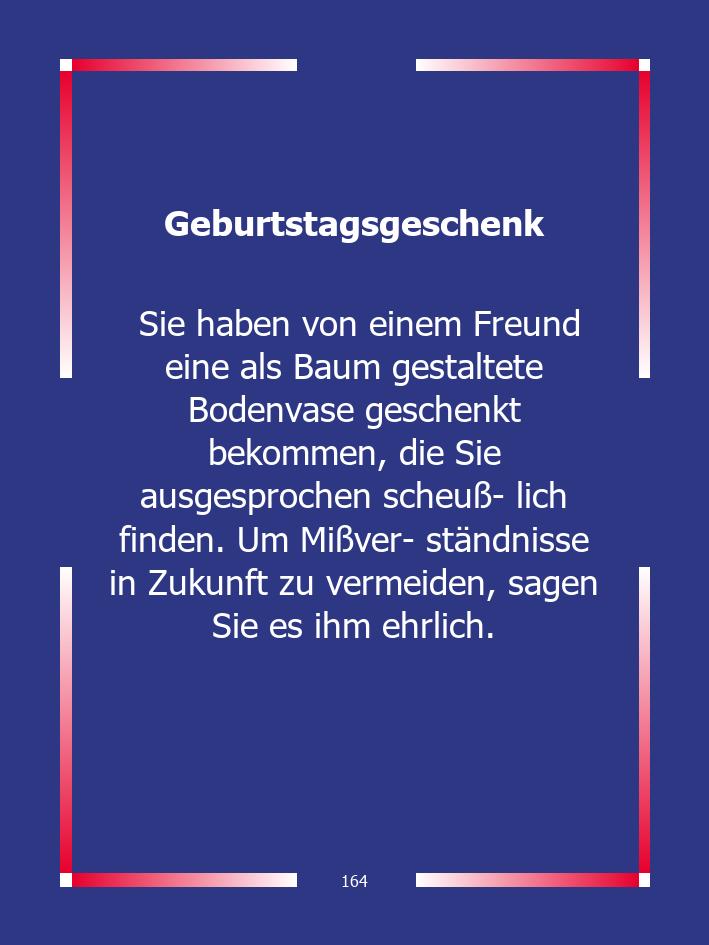 Geburtstagsgeschenk
Sie haben von einem Freund
eine als Baum gestaltete
Bodenvase geschenkt
bekommen, die Sie
ausgesprochen scheuß- lich
finden. Um Mißver- ständnisse
in Zukunft zu vermeiden, sagen
Sie es ihm ehrlich.
164